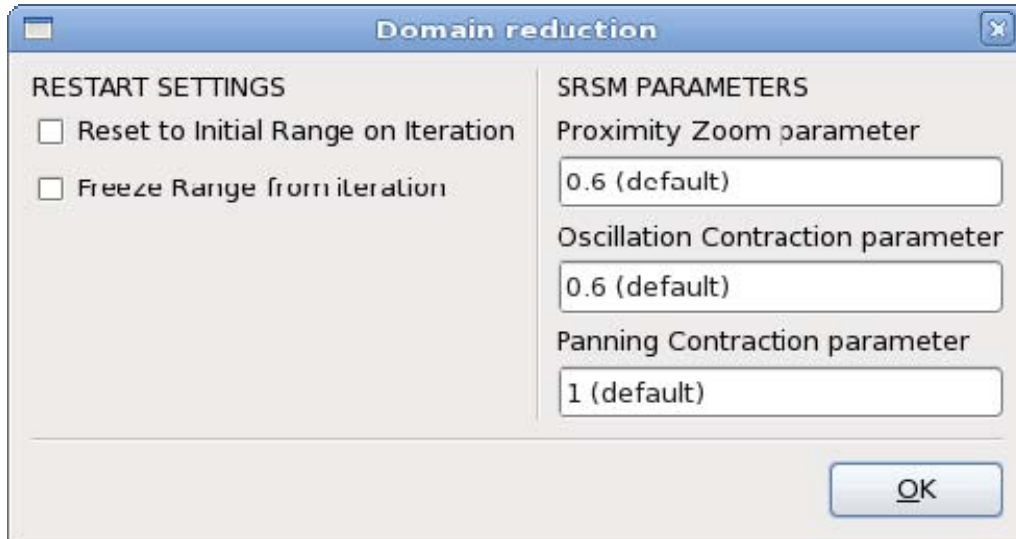 Domain reduction
RESTART SETTINGS
Reset to Initial Range on Iteration
Freeze Range from iteration
SRSM PARAMETERS
Proximity Zoom parameter
0.6 (default)
Oscillation Contraction parameter
0.6 (default)
Panning Contraction parameter
1 (default)
OK